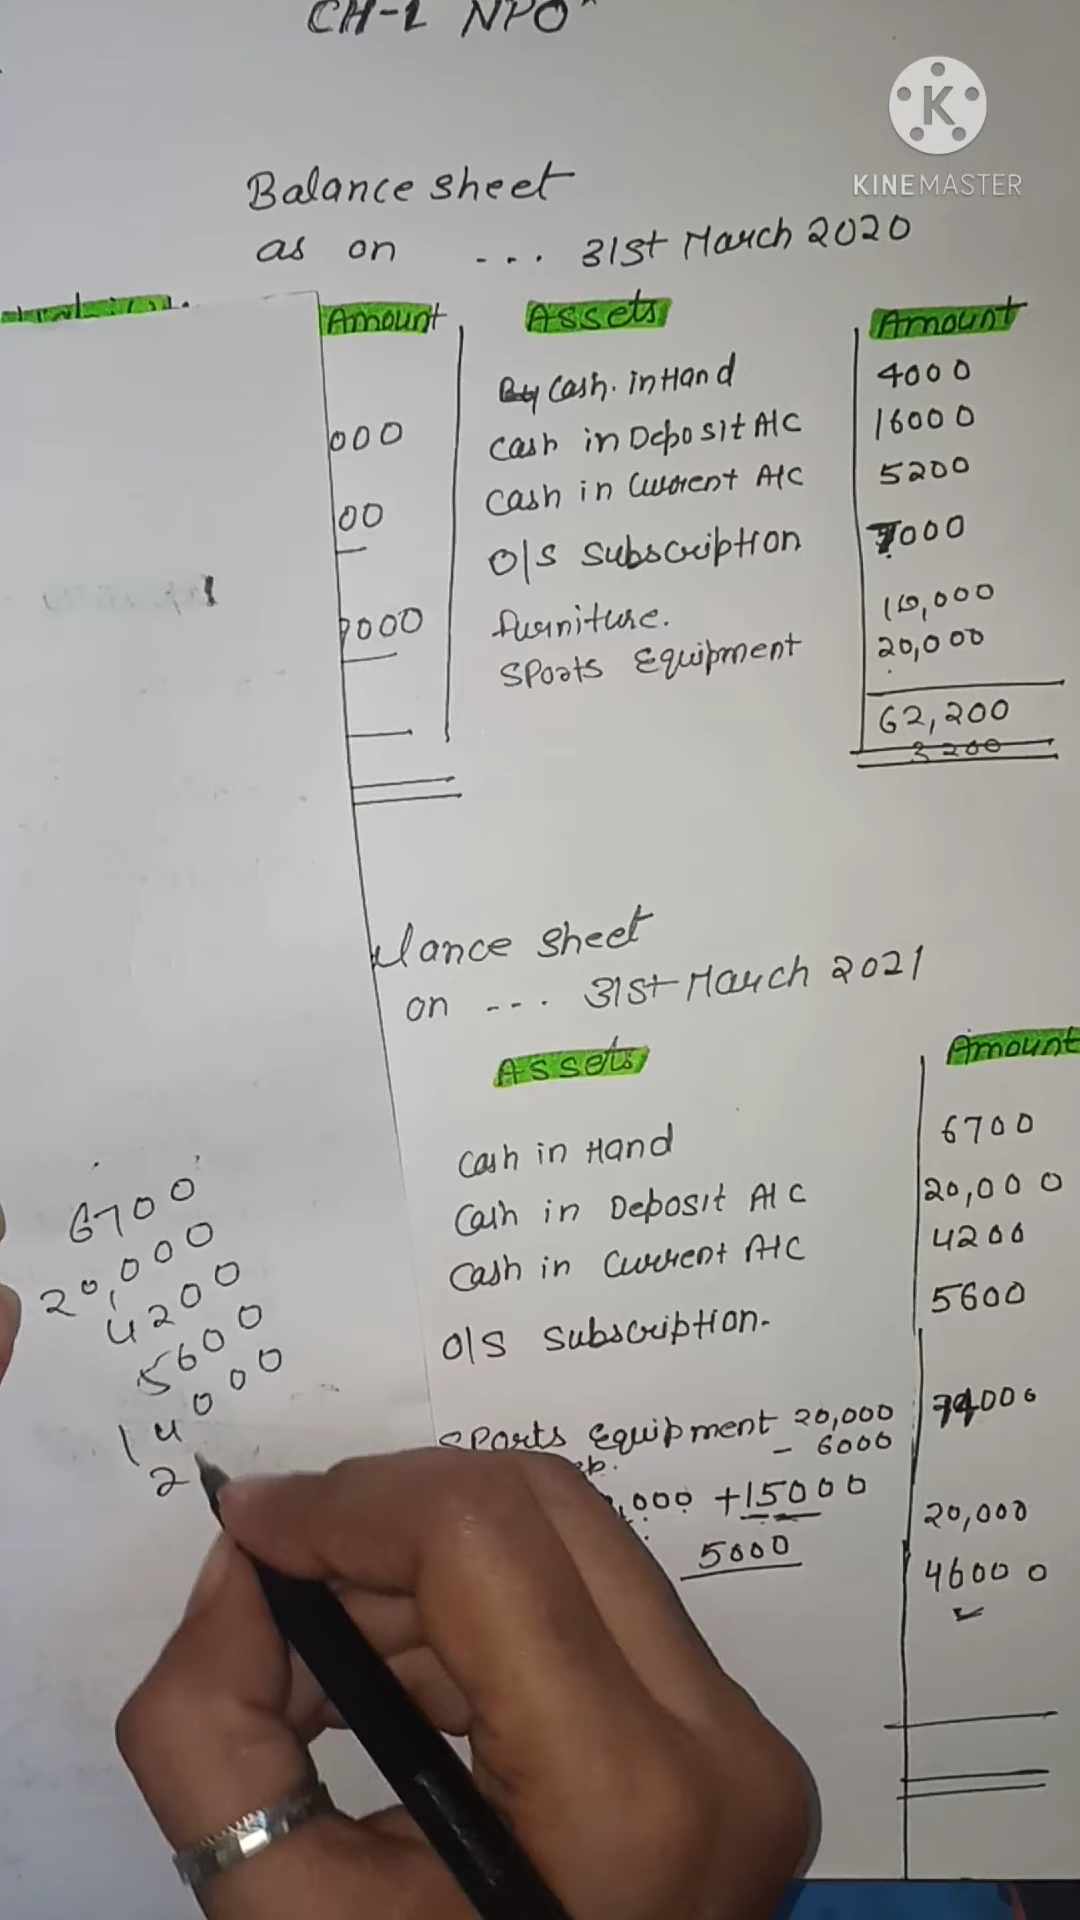 CH-1 NPO
K
KINEMASTER
Balance sheet
as on --- 31st March 2020
Amount Assets Amount
By Cash. in Hand 4000
000 Cash in Deposit A/C 16000
00 Cash in Current A/C 5200
O/S Subscription 7000
Furniture. 10,000
000 Sports Equipment 20,000
62,200
3200
lance sheet
on --- 31st March 2021
Assets Amount
Cash in Hand 6700
Cash in Deposit A/C 20,000
Cash in Current A/C 4200
O/S Subscription. 5600
Sports Equipment 20,000 14000
- 6000
,000 + 15000 20,000
5000 46000
6700
20,000
4200
5600
14000
2